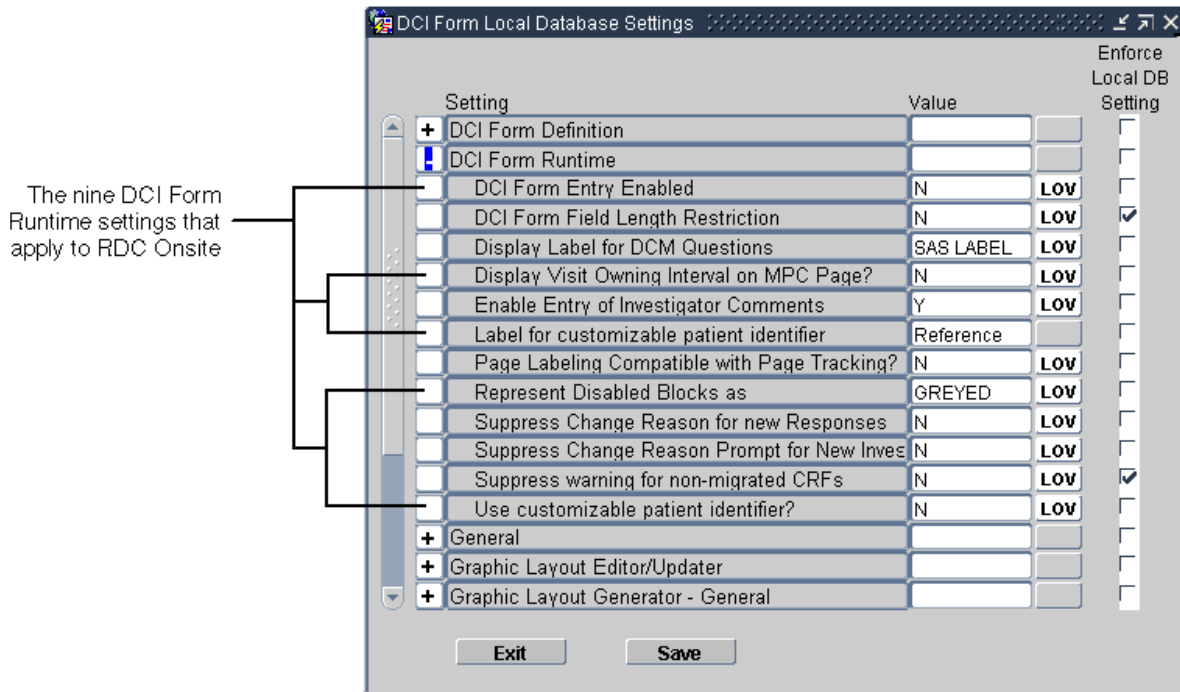 DCI Form Local Database Settings
Enforce
Local DB
Setting
Setting Value
+ DCI Form Definition
- DCI Form Runtime
The nine DCI Form
Runtime settings that
apply to RDC Onsite
DCI Form Entry Enabled N LOV
DCI Form Field Length Restriction N LOV
Display Label for DCM Questions SAS LABEL LOV
Display Visit Owning Interval on MPC Page? N LOV
Enable Entry of Investigator Comments Y LOV
Label for customizable patient identifier Reference
Page Labeling Compatible with Page Tracking? N LOV
Represent Disabled Blocks as GREYED LOV
Suppress Change Reason for new Responses N LOV
Suppress Change Reason Prompt for New Inves N LOV
Suppress warning for non-migrated CRFs N LOV
Use customizable patient identifier? N LOV
+ General
+ Graphic Layout Editor/Updater
+ Graphic Layout Generator - General
Exit Save